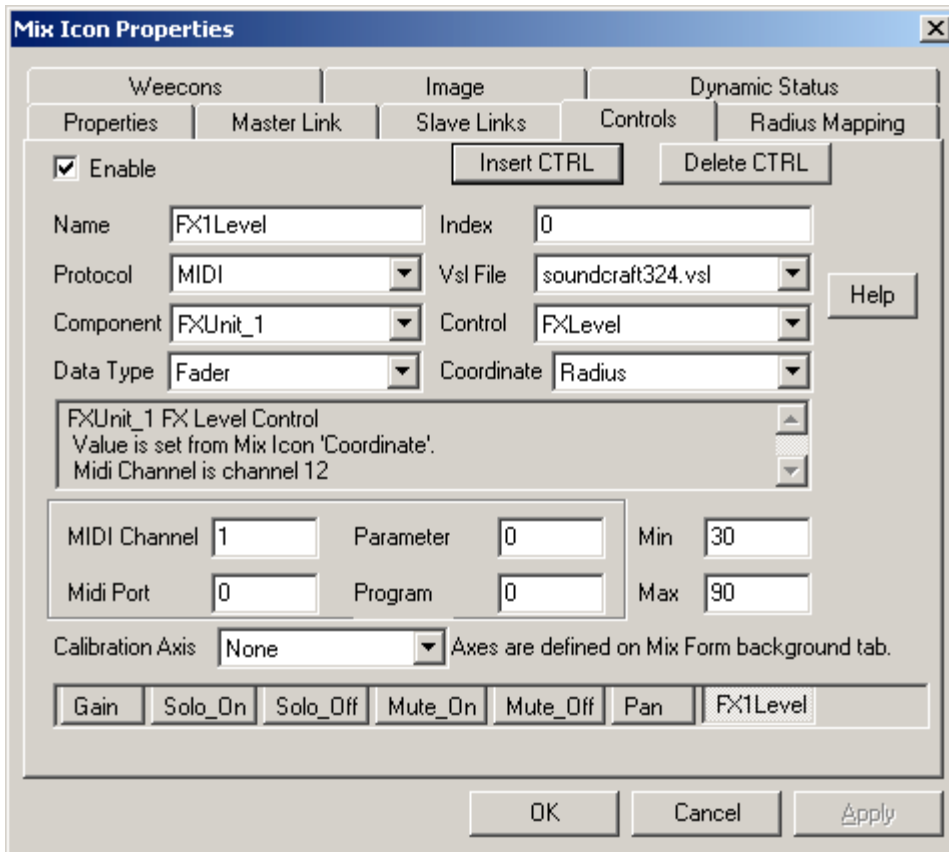 Mix Icon Properties
Weecons Image Dynamic Status
Properties Master Link Slave Links Controls Radius Mapping
Enable Insert CTRL Delete CTRL
Name FX1Level Index 0
Protocol MIDI Vsl File soundcraft324.vsl
Help
Component FXUnit_1 Control FXLevel
Data Type Fader Coordinate Radius
FXUnit_1 FX Level Control
Value is set from Mix Icon 'Coordinate'.
Midi Channel is channel 12
MIDI Channel 1 Parameter 0 Min 30
Midi Port 0 Program 0 Max 90
Calibration Axis None Axes are defined on Mix Form background tab.
Gain Solo_On Solo_Off Mute_On Mute_Off Pan FX1Level
OK Cancel Apply